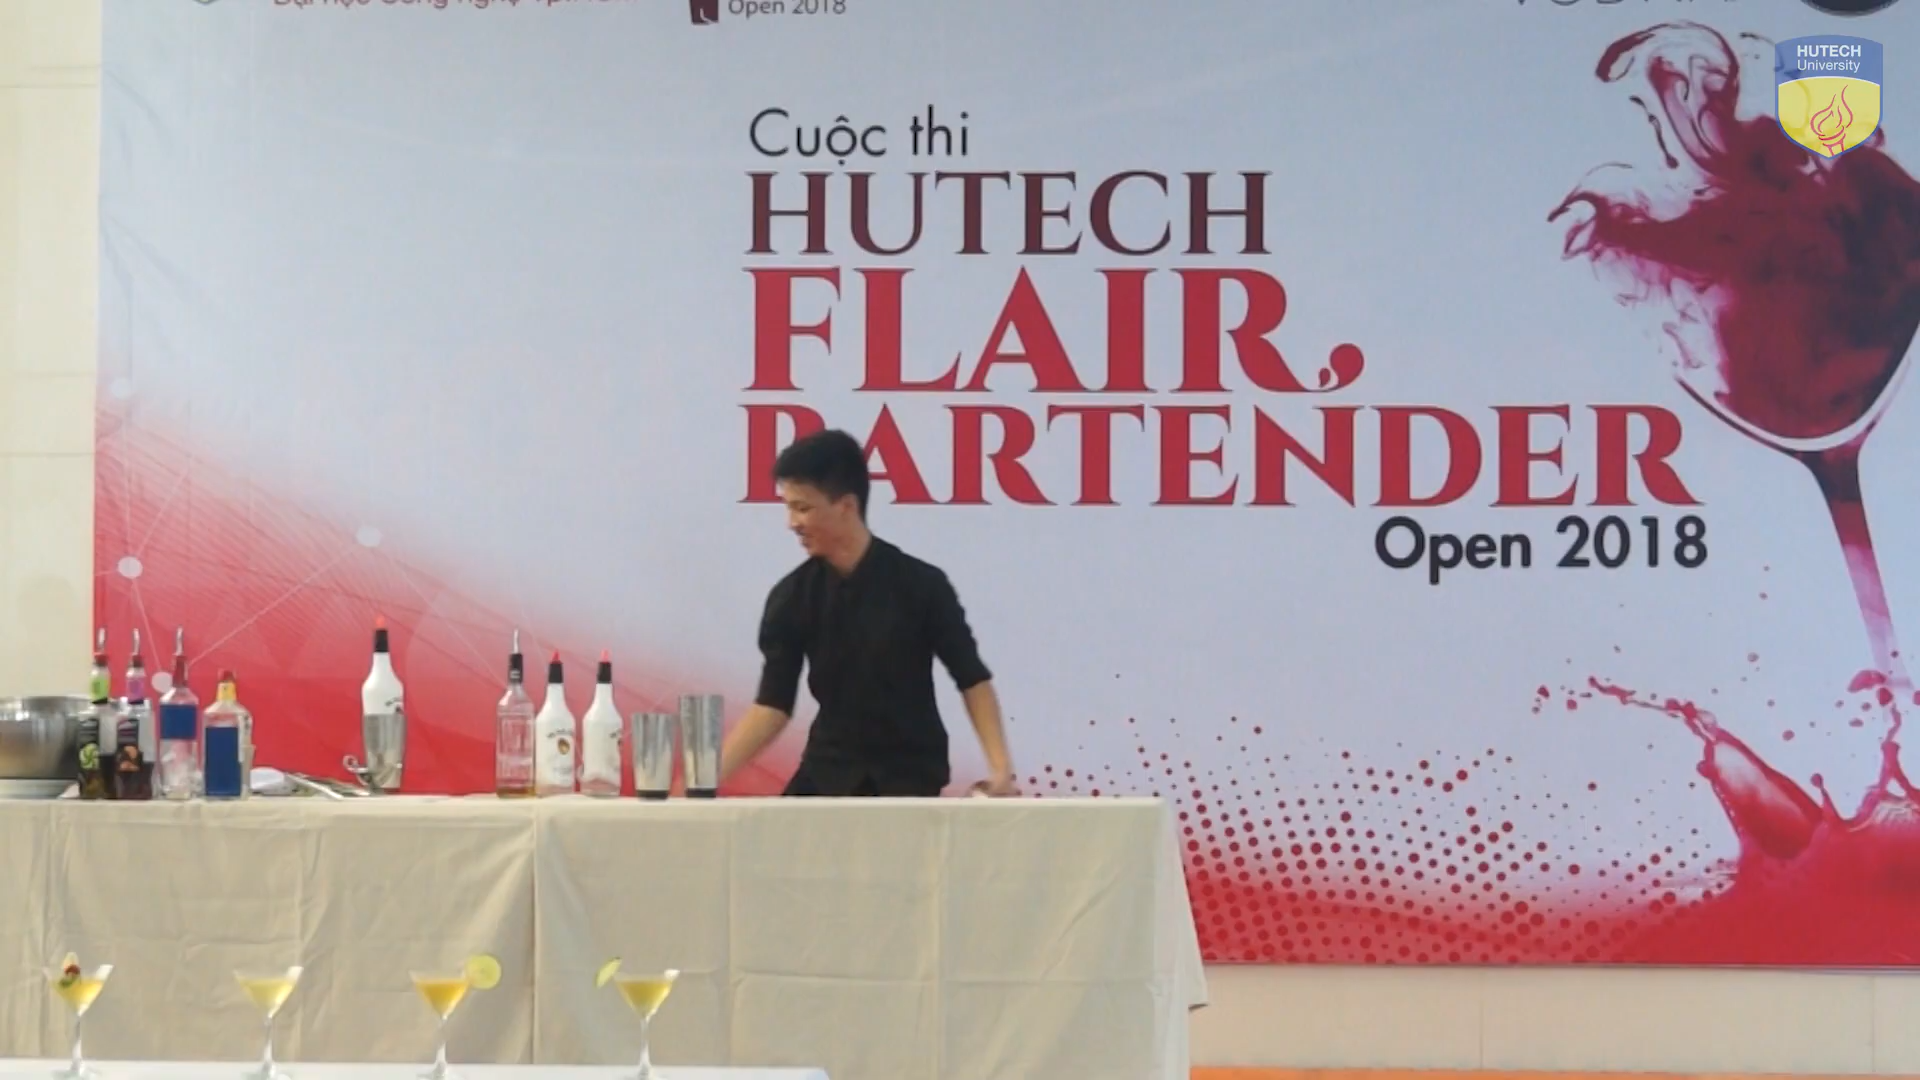 Open 2018
HUTECH
University
Cuộc thi
HUTECH
FLAIR
BARTENDER
Open 2018